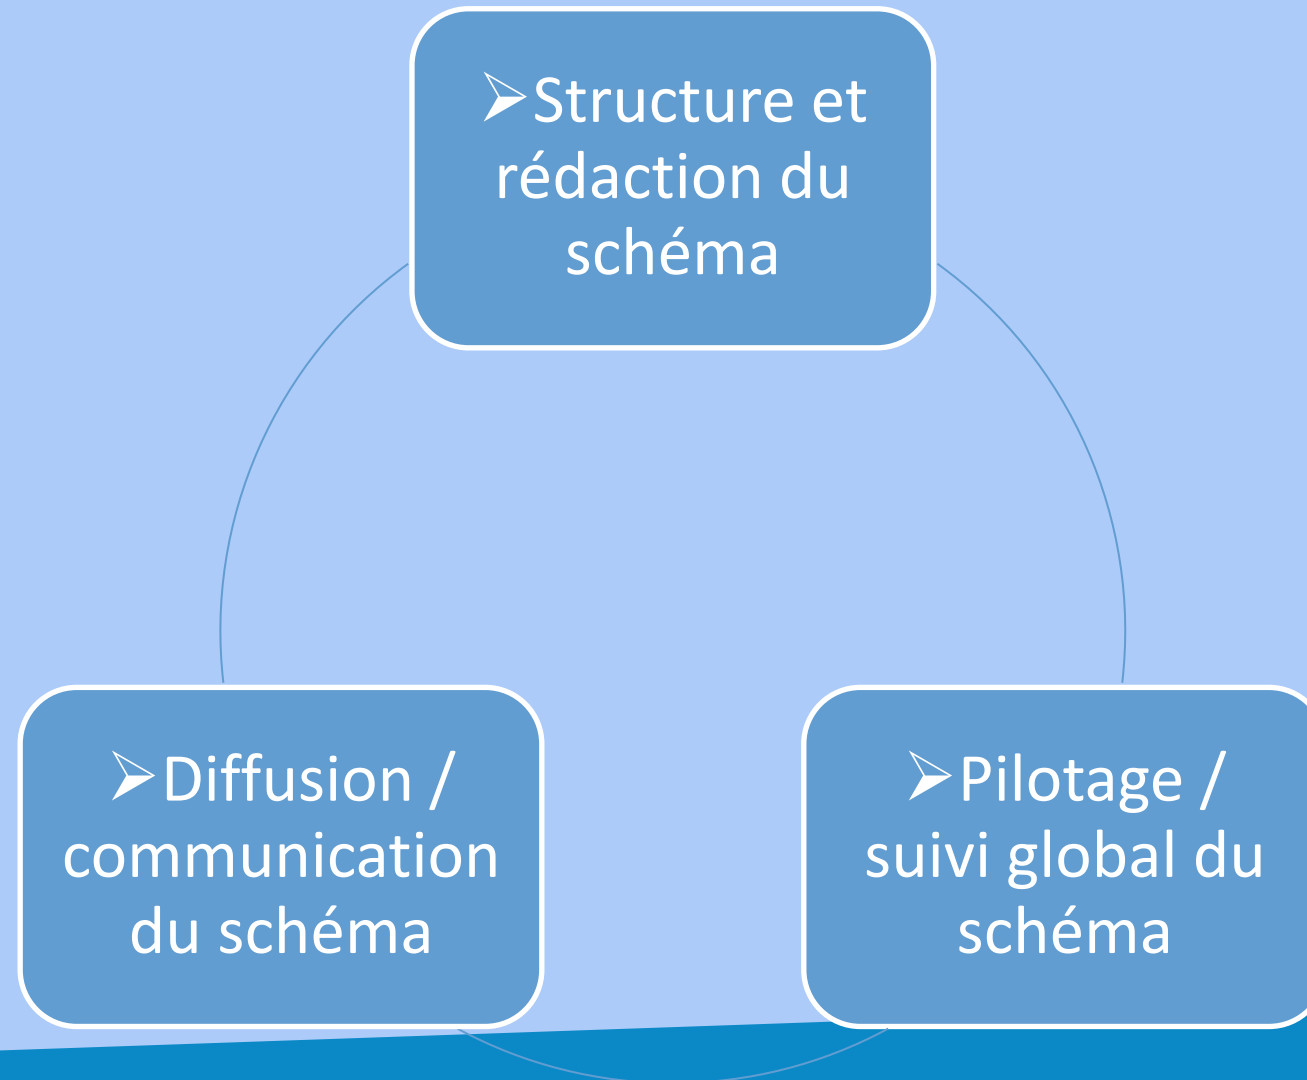 ➢Structure et
rédaction du
schéma
➢Diffusion /
communication
du schéma
➢Pilotage /
suivi global du
schéma